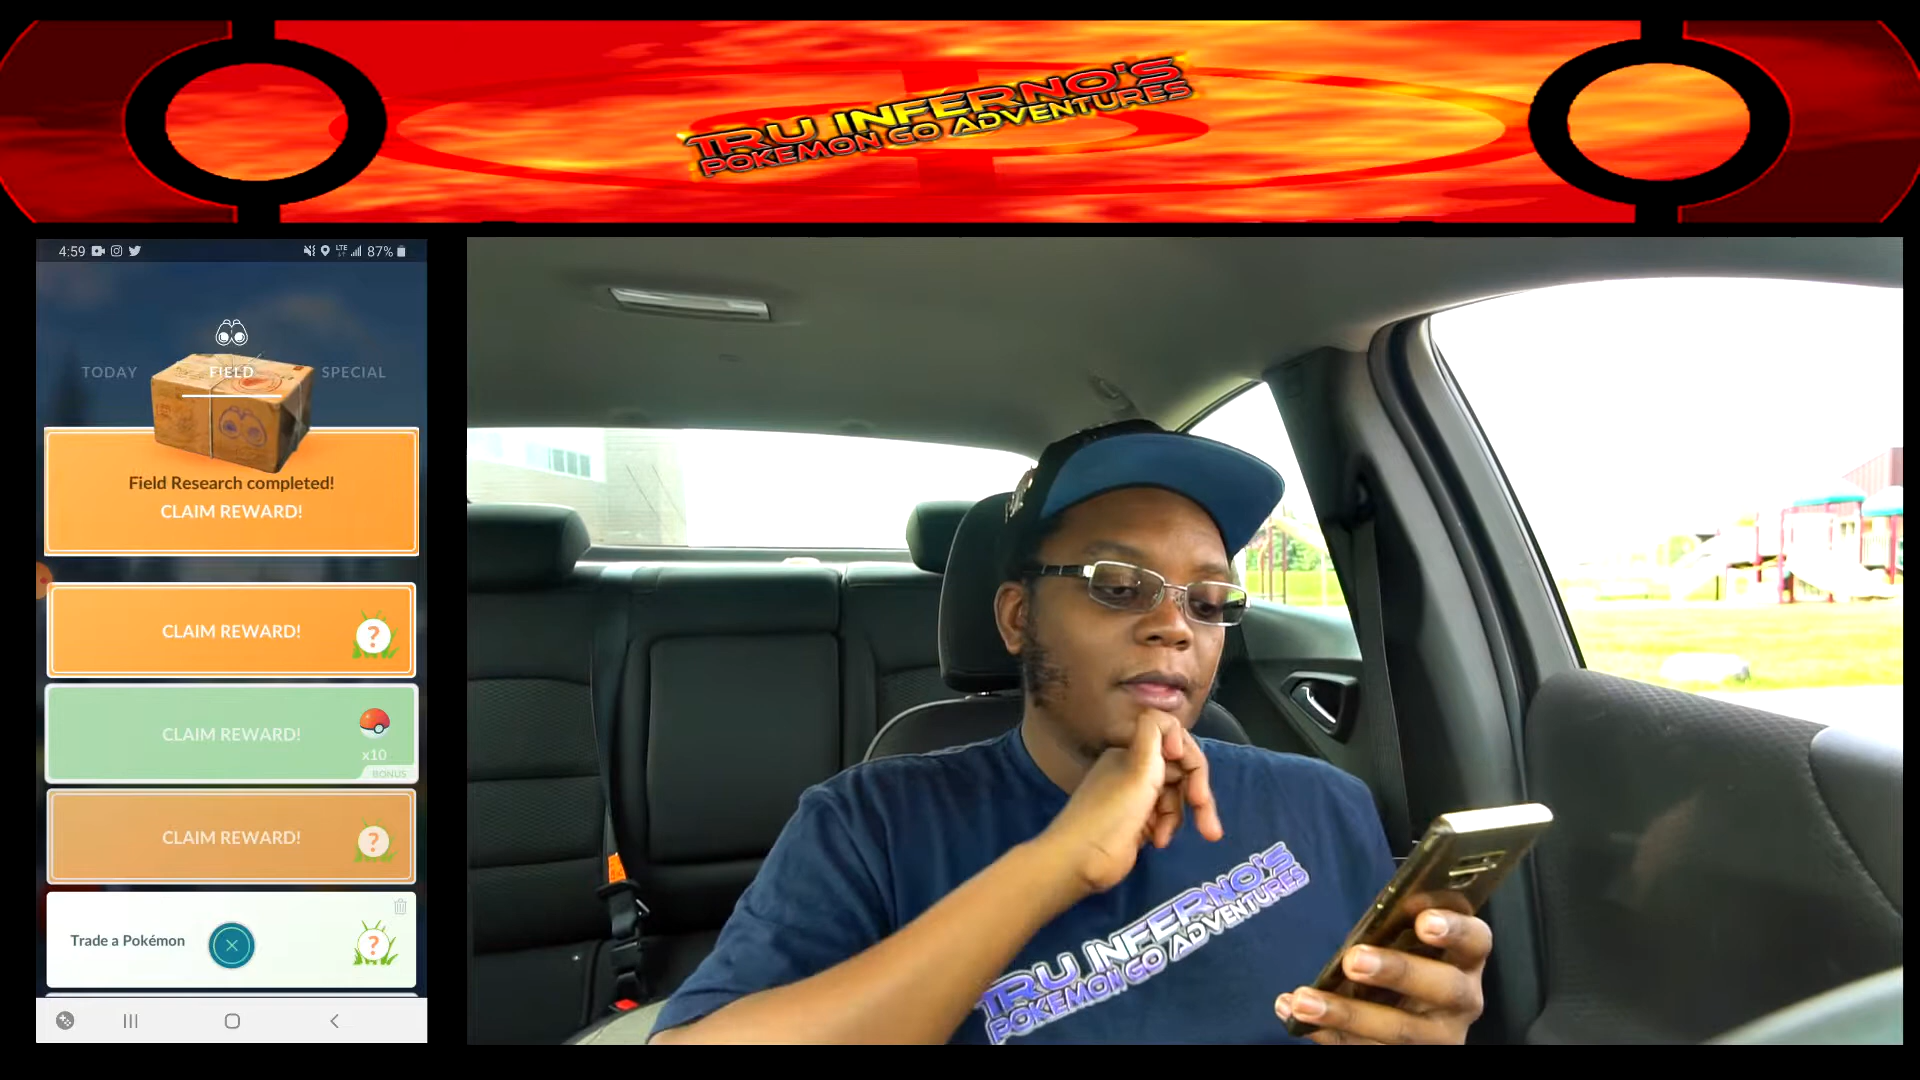 TRU INFERNO'S
POKEMON GO ADVENTURES
4:59
LTE
87%
TODAY
FIELD
SPECIAL
Field Research completed!
CLAIM REWARD!
CLAIM REWARD!
?
CLAIM REWARD!
x10
BONUS
CLAIM REWARD!
?
Trade a Pokémon
?
TRU INFERNO'S
POKEMON GO ADVENTURES